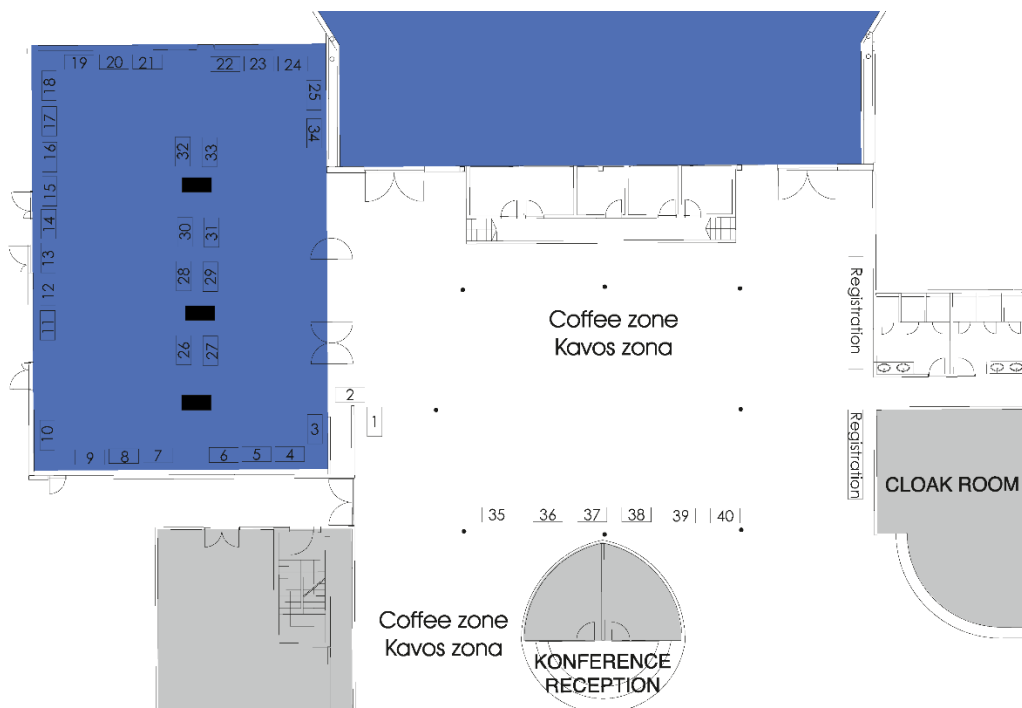 19 20 21 22 23 24
18
25
17
34
16
32 33
15
14
30 31
13
28 29
12
11
26 27
2
1
3
10
9 8 7 6 5 4
Registration
Coffee zone
Kavos zona
Registration
CLOAK ROOM
35 36 37 38 39 40
Coffee zone
Kavos zona
KONFERENCE
RECEPTION